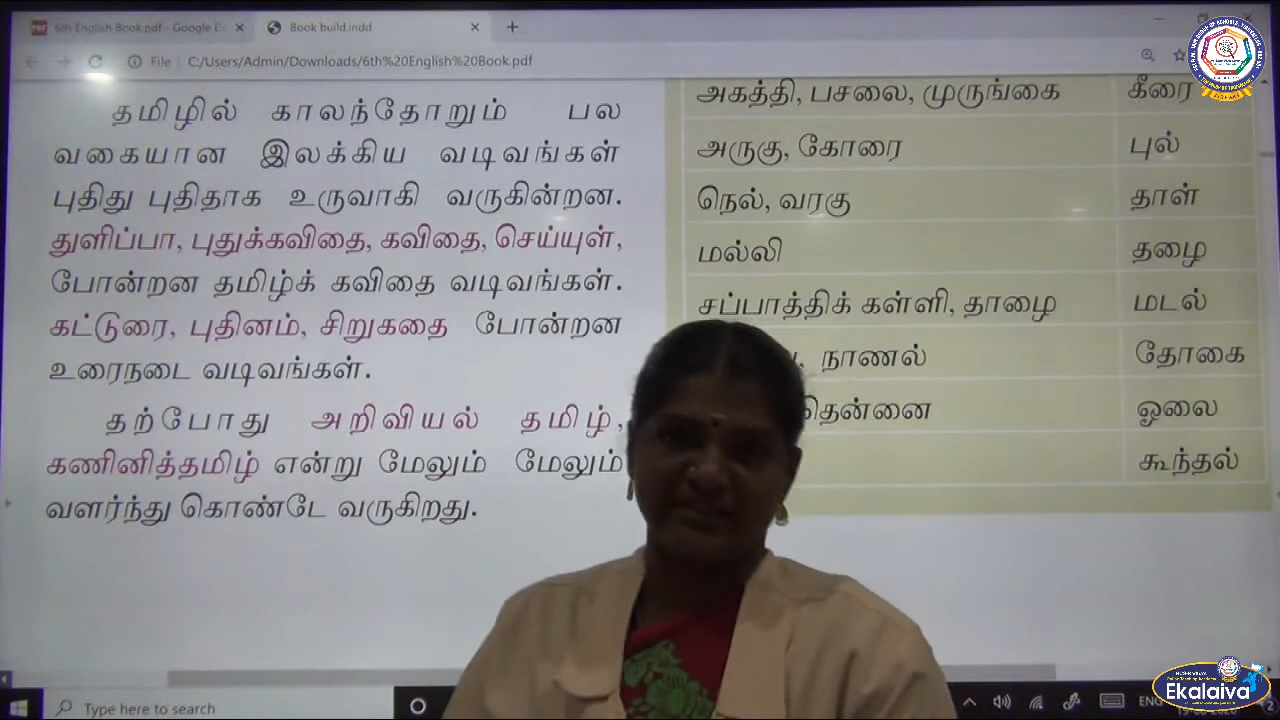 6th English Book.pdf - Google D
Book build.indd
File
C:/Users/Admin/Downloads/6th%20English%20Book.pdf
தமிழில் காலந்தோறும் பல
வகையான இலக்கிய வடிவங்கள்
புதிது புதிதாக உருவாகி வருகின்றன.
துளிப்பா, புதுக்கவிதை, கவிதை, செய்யுள்,
போன்றன தமிழ்க் கவிதை வடிவங்கள்.
கட்டுரை, புதினம், சிறுகதை போன்றன
உரைநடை வடிவங்கள்.
தற்போது அறிவியல் தமிழ்,
கணினித்தமிழ் என்று மேலும் மேலும்
வளர்ந்து கொண்டே வருகிறது.
அகத்தி, பசலை, முருங்கை கீரை
அருகு, கோரை புல்
நெல், வரகு தாள்
மல்லி தழை
சப்பாத்திக் கள்ளி, தாழை மடல்
நாணல் தோகை
ஓலை
கூந்தல்
Type here to search
ENG
Ekalaiva